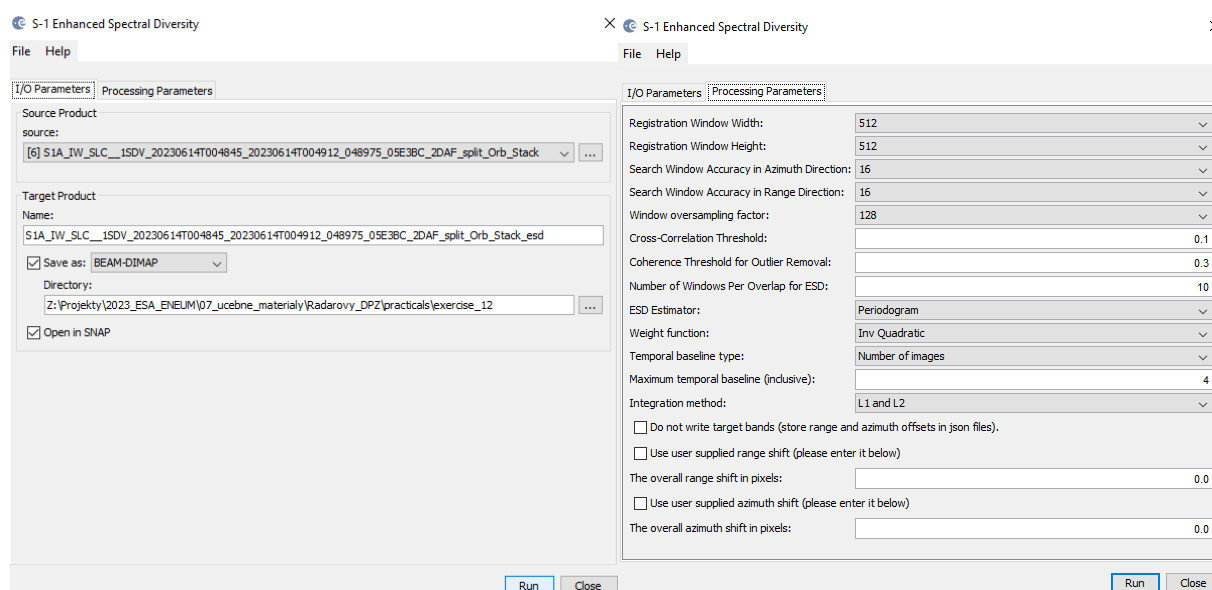 S-1 Enhanced Spectral Diversity
File Help
I/O Parameters Processing Parameters
Source Product
source:
[6] S1A_IW_SLC__1SDV_20230614T004845_20230614T004912_048975_05E3BC_2DAF_split_Orb_Stack ...
Target Product
Name:
S1A_IW_SLC__1SDV_20230614T004845_20230614T004912_048975_05E3BC_2DAF_split_Orb_Stack_esd
Save as: BEAM-DIMAP
Directory:
Z:\Projekty\2023_ESA_ENEUM\07_ucebne_materialy\Radarovy_DPZ\practicals\exercise_12 ...
Open in SNAP
Run Close
S-1 Enhanced Spectral Diversity
File Help
I/O Parameters Processing Parameters
Registration Window Width: 512
Registration Window Height: 512
Search Window Accuracy in Azimuth Direction: 16
Search Window Accuracy in Range Direction: 16
Window oversampling factor: 128
Cross-Correlation Threshold: 0.1
Coherence Threshold for Outlier Removal: 0.3
Number of Windows Per Overlap for ESD: 10
ESD Estimator: Periodogram
Weight function: Inv Quadratic
Temporal baseline type: Number of images
Maximum temporal baseline (inclusive): 4
Integration method: L1 and L2
Do not write target bands (store range and azimuth offsets in json files).
Use user supplied range shift (please enter it below)
The overall range shift in pixels: 0.0
Use user supplied azimuth shift (please enter it below)
The overall azimuth shift in pixels: 0.0
Run Close